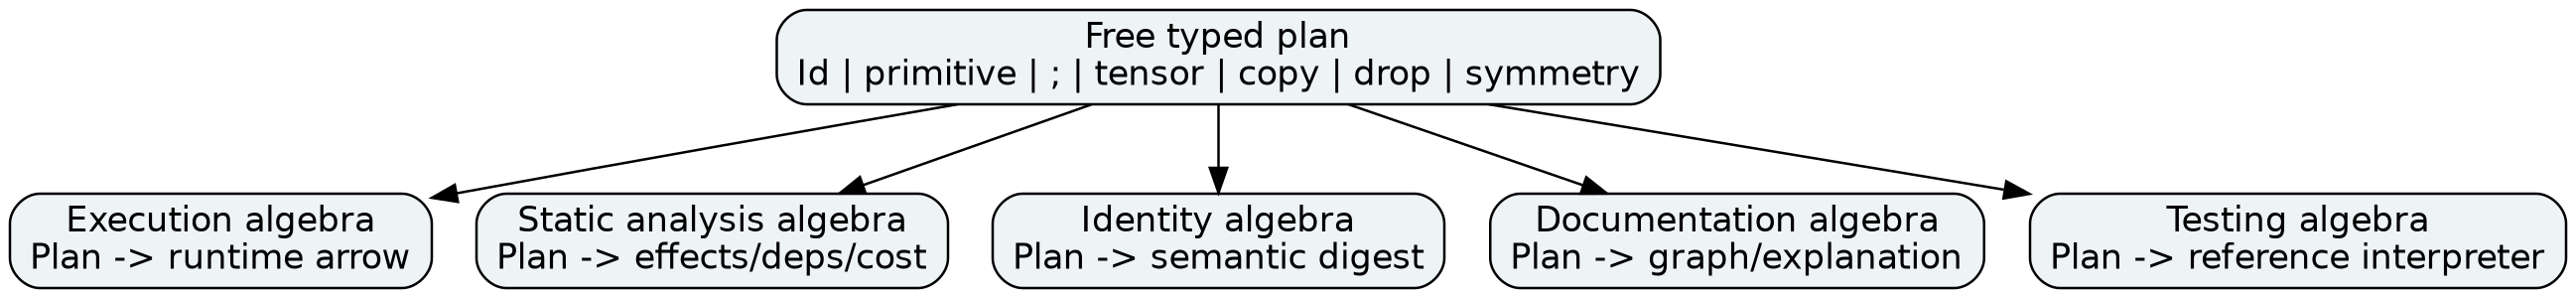 Free typed plan
Id | primitive | ; | tensor | copy | drop | symmetry
Execution algebra
Plan -> runtime arrow
Static analysis algebra
Plan -> effects/deps/cost
Identity algebra
Plan -> semantic digest
Documentation algebra
Plan -> graph/explanation
Testing algebra
Plan -> reference interpreter